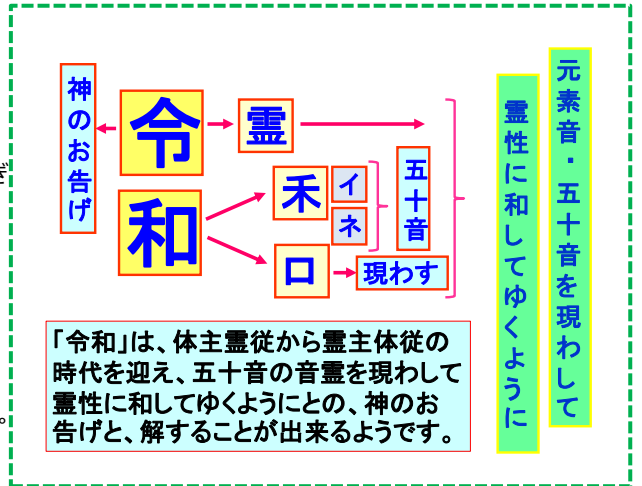 元素音・五十音を現わして
霊性に和してゆくように
神のお告げ
令
霊
和
禾
イ
ネ
五十音
口
現わす
「令和」は、体主霊従から霊主体従の
時代を迎え、五十音の音霊を現わして
霊性に和してゆくようにとの、神のお
告げと、解することが出来るようです。
。